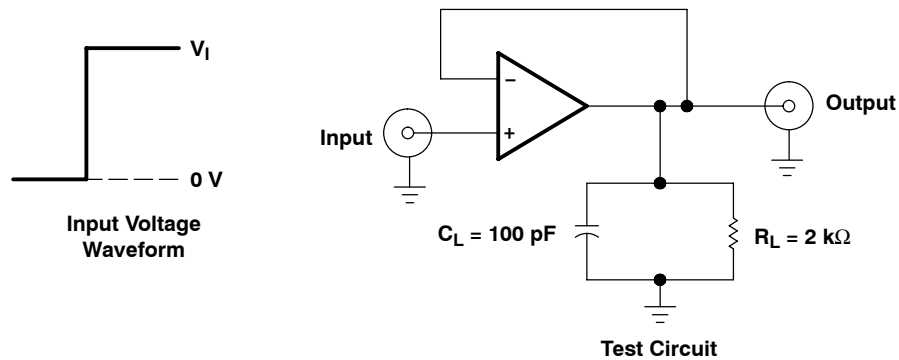 VI
0 V
Input Voltage
Waveform
Input
−
+
Output
CL = 100 pF
RL = 2 kΩ
Test Circuit